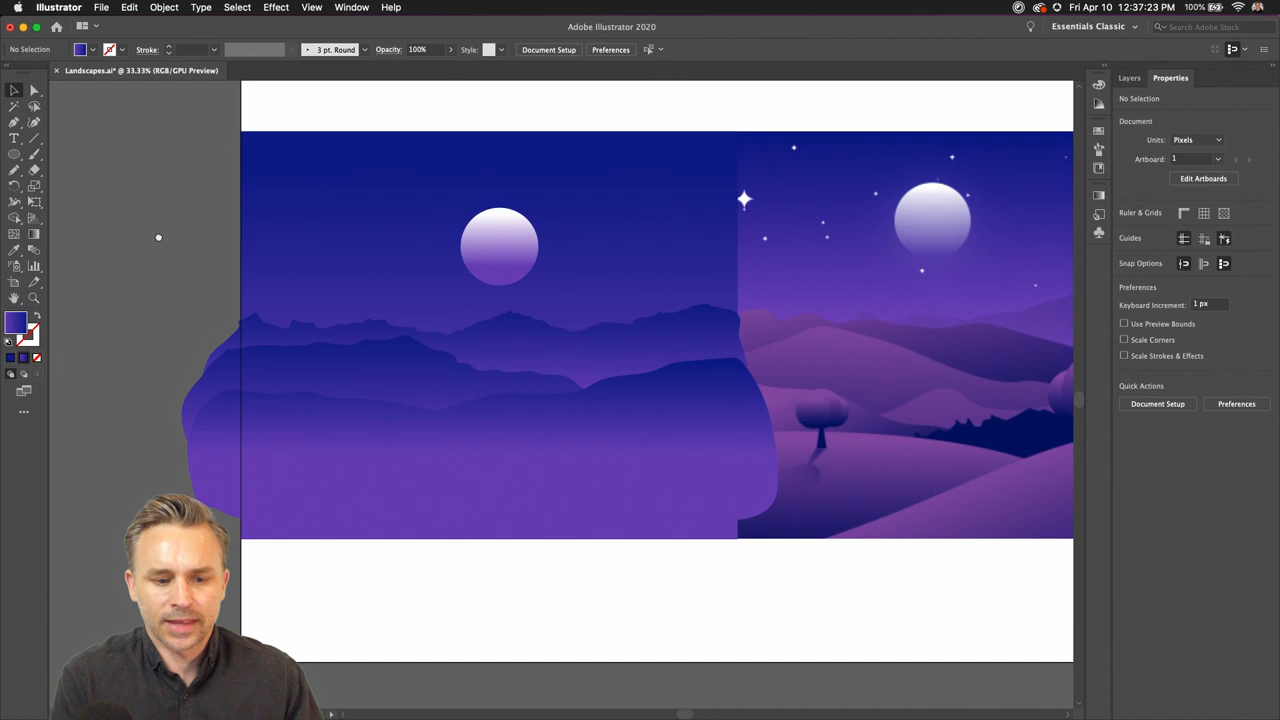 Illustrator File Edit Object Type Select Effect View Window Help
Fri Apr 10 12:37:23 PM
100%
Adobe Illustrator 2020
Essentials Classic
Search Adobe Stock
No Selection
Stroke:
3 pt. Round
Opacity: 100%
Style:
Document Setup
Preferences
× Landscapes.ai* @ 33.33% (RGB/GPU Preview)
Layers Properties
No Selection
Document
Units: Pixels
Artboard: 1
Edit Artboards
Ruler & Grids
Guides
Snap Options
Preferences
Keyboard Increment: 1 px
Use Preview Bounds
Scale Corners
Scale Strokes & Effects
Quick Actions
Document Setup
Preferences